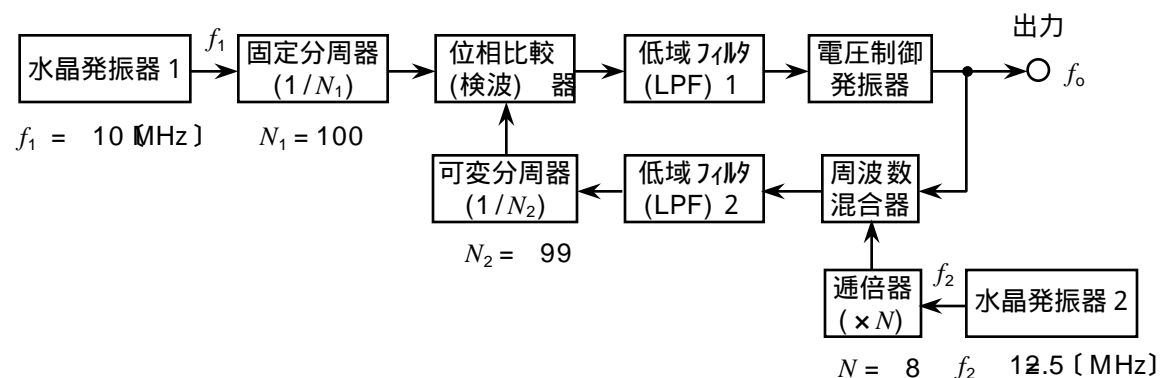 出力
水晶発振器 1
f₁
固定分周器
(1/N₁)
位相比較
(検波) 器
低域フィルタ
(LPF) 1
電圧制御
発振器
fₒ
f₁ = 10〔MHz〕
N₁ = 100
可変分周器
(1/N₂)
低域フィルタ
(LPF) 2
周波数
混合器
N₂ = 99
逓倍器
(×N)
f₂
水晶発振器 2
N = 8
f₂ = 12.5〔MHz〕